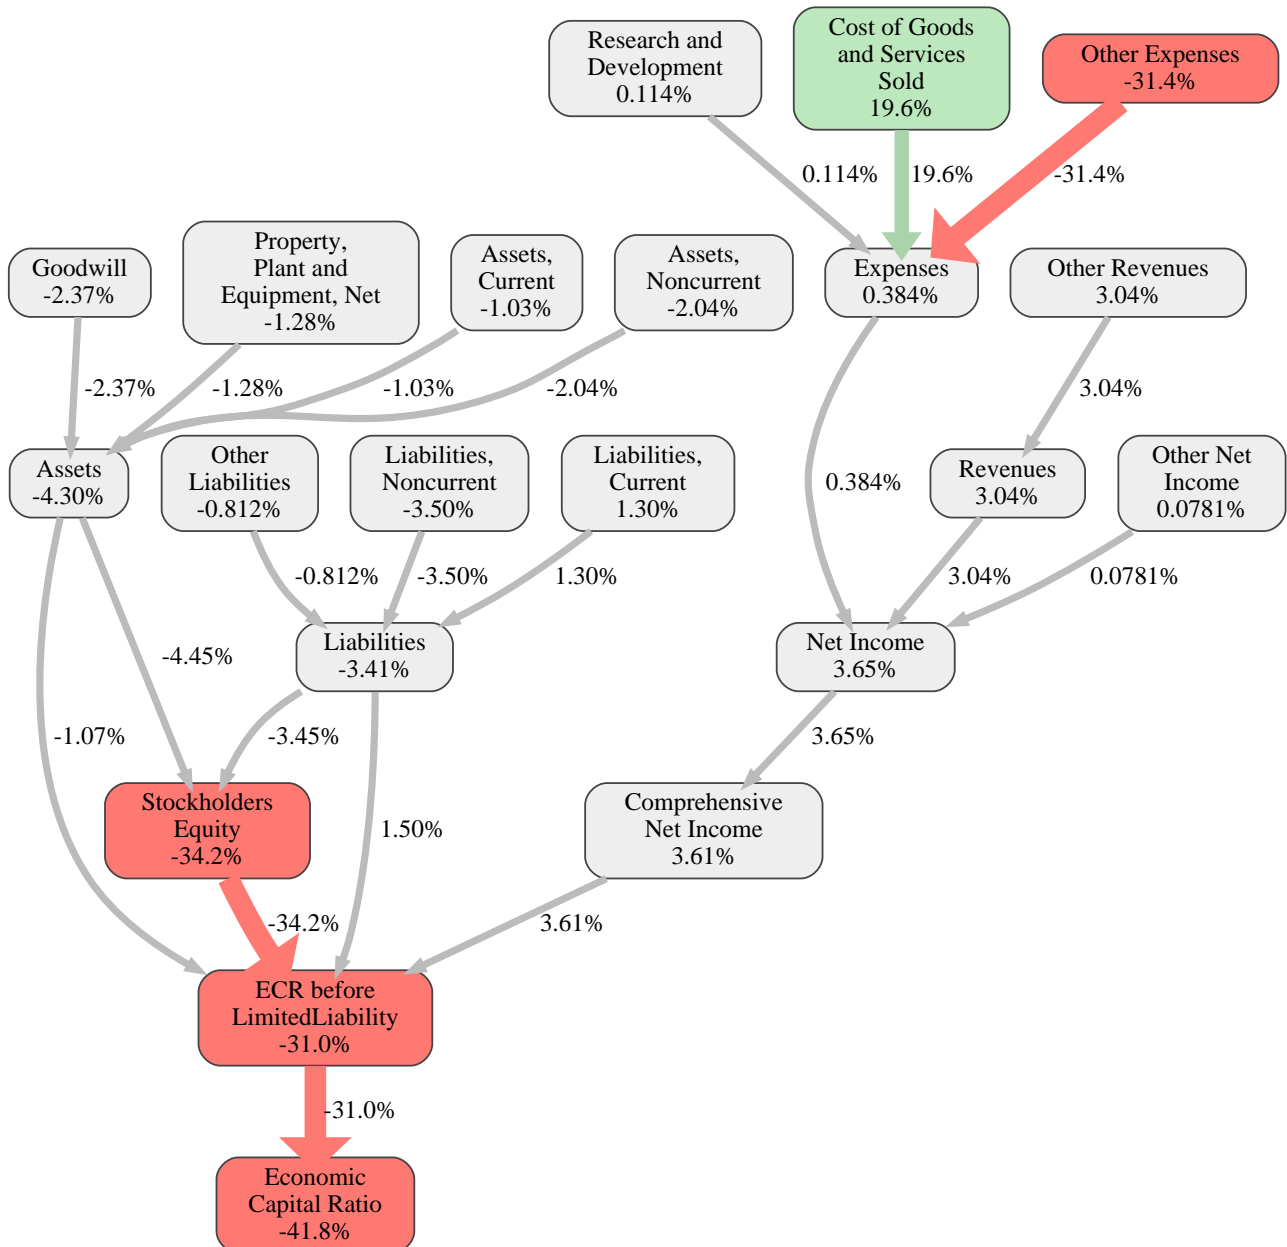 Research and
Development
0.114%
Cost of Goods
and Services
Sold
19.6%
Other Expenses
-31.4%
0.114%
19.6%
-31.4%
Goodwill
-2.37%
Property,
Plant and
Equipment, Net
-1.28%
Assets,
Current
-1.03%
Assets,
Noncurrent
-2.04%
Expenses
0.384%
Other Revenues
3.04%
-2.37%
-1.28%
-1.03%
-2.04%
3.04%
Assets
-4.30%
Other
Liabilities
-0.812%
Liabilities,
Noncurrent
-3.50%
Liabilities,
Current
1.30%
0.384%
Revenues
3.04%
Other Net
Income
0.0781%
-0.812%
-3.50%
1.30%
3.04%
0.0781%
-4.45%
Liabilities
-3.41%
Net Income
3.65%
-1.07%
-3.45%
3.65%
Stockholders
Equity
-34.2%
1.50%
Comprehensive
Net Income
3.61%
-34.2%
3.61%
ECR before
LimitedLiability
-31.0%
-31.0%
Economic
Capital Ratio
-41.8%